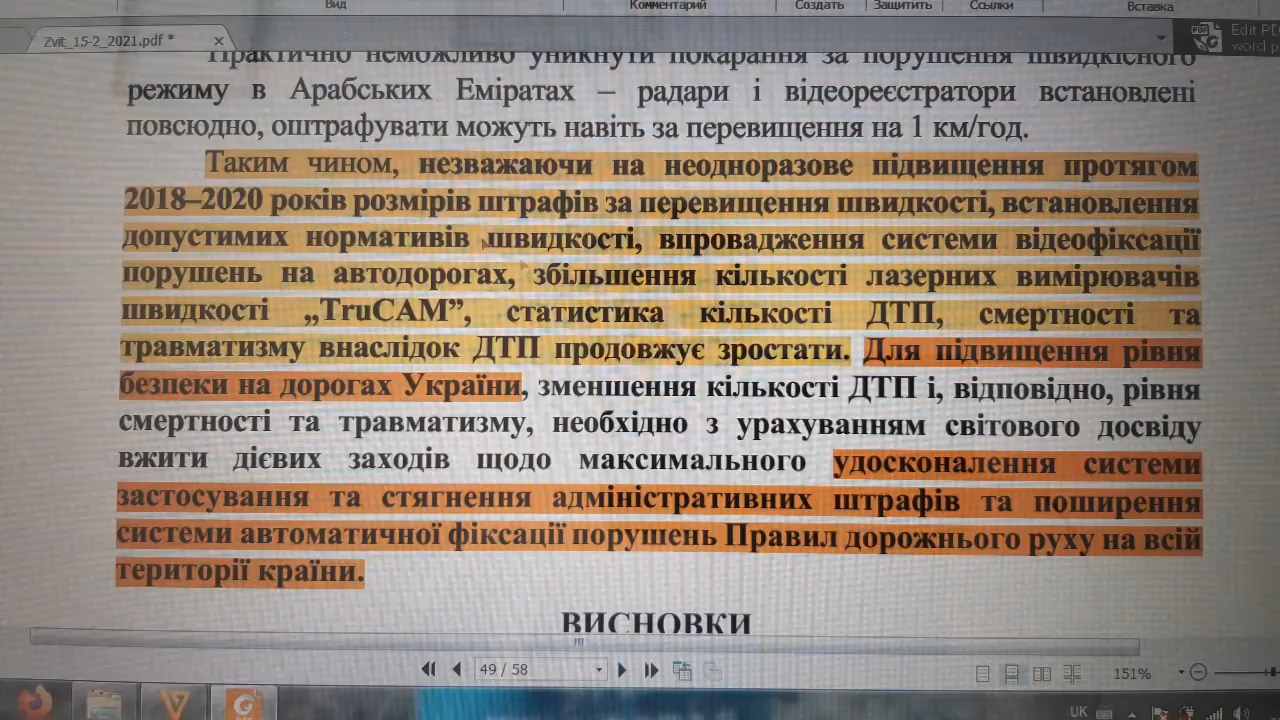 Вид
Комментарий
Создать
Защитить
Ссылки
Вставка
Zvit_15-2_2021.pdf *
Edit PD
word p
Практично неможливо уникнути покарання за порушення швидкісного
режиму в Арабських Еміратах – радари і відеореєстратори встановлені
повсюдно, оштрафувати можуть навіть за перевищення на 1 км/год.
Таким чином, незважаючи на неодноразове підвищення протягом
2018–2020 років розмірів штрафів за перевищення швидкості, встановлення
допустимих нормативів швидкості, впровадження системи відеофіксації
порушень на автодорогах, збільшення кількості лазерних вимірювачів
швидкості „TruCAM”, статистика кількості ДТП, смертності та
травматизму внаслідок ДТП продовжує зростати. Для підвищення рівня
безпеки на дорогах України, зменшення кількості ДТП і, відповідно, рівня
смертності та травматизму, необхідно з урахуванням світового досвіду
вжити дієвих заходів щодо максимального удосконалення системи
застосування та стягнення адміністративних штрафів та поширення
системи автоматичної фіксації порушень Правил дорожнього руху на всій
території країни.
ВИСНОВКИ
49 / 58
151%
UK